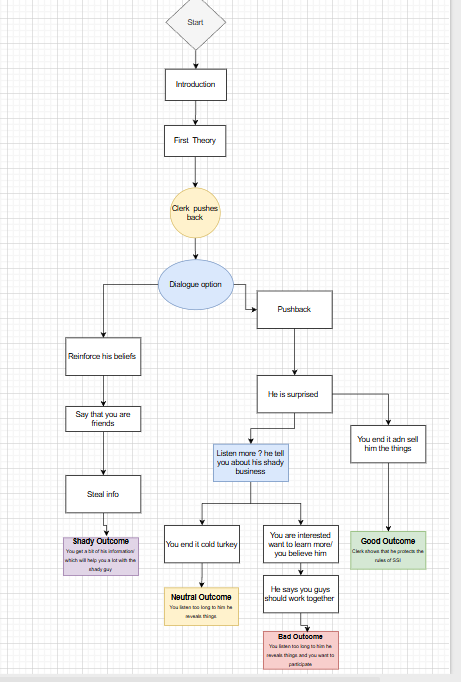 Start
Introduction
First Theory
Clerk pushes
back
Dialogue option
Pushback
Reinforce his beliefs
He is surprised
Say that you are
friends
You end it adn sell
him the things
Listen more ? he tell
you about his shady
business
Steal info
You end it cold turkey
You are interested
want to learn more/
you believe him
Shady Outcome
You get a bit of his information/
which will help you a lot with the
shady guy
Good Outcome
Clerk shows that he protects the
rules of SSI
He says you guys
should work together
Neutral Outcome
You listen too long to him he
reveals things
Bad Outcome
You listen too long to him he
reveals things and you want to
participate